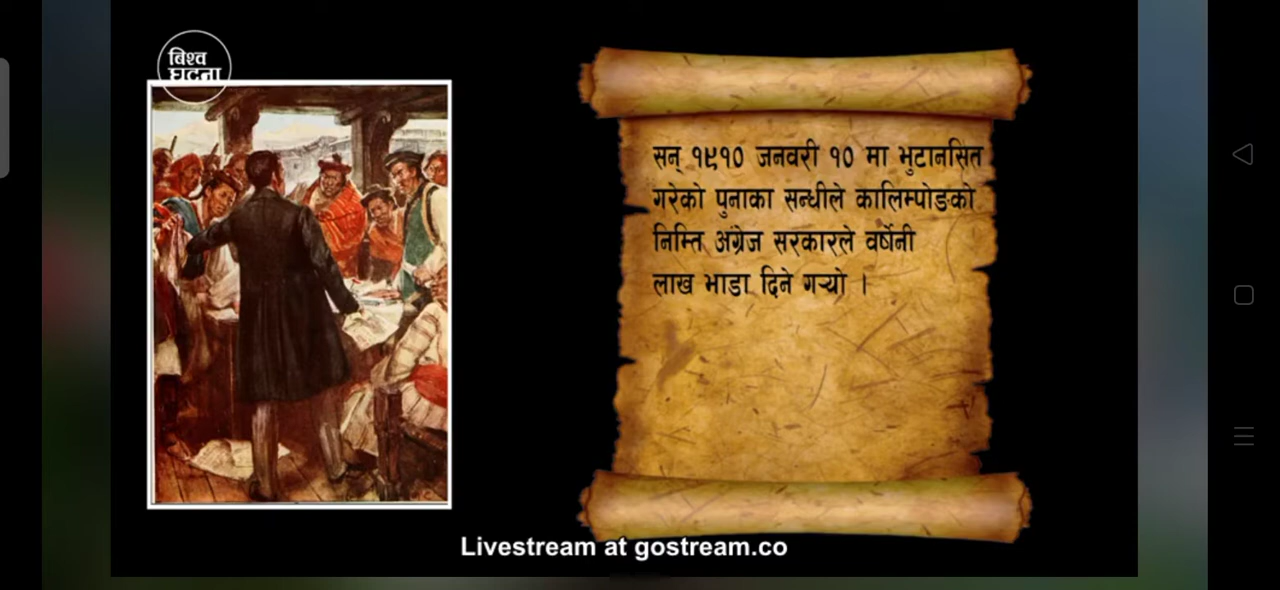 बिश्व
घटना
सन् १९१० जनवरी १० मा भुटानसित
गरेको पुनाका सन्धीले कालिम्पोङको
निम्ति अंग्रेज सरकारले वर्षेनी
लाख भाडा दिने गर्‍यो ।
Livestream at gostream.co